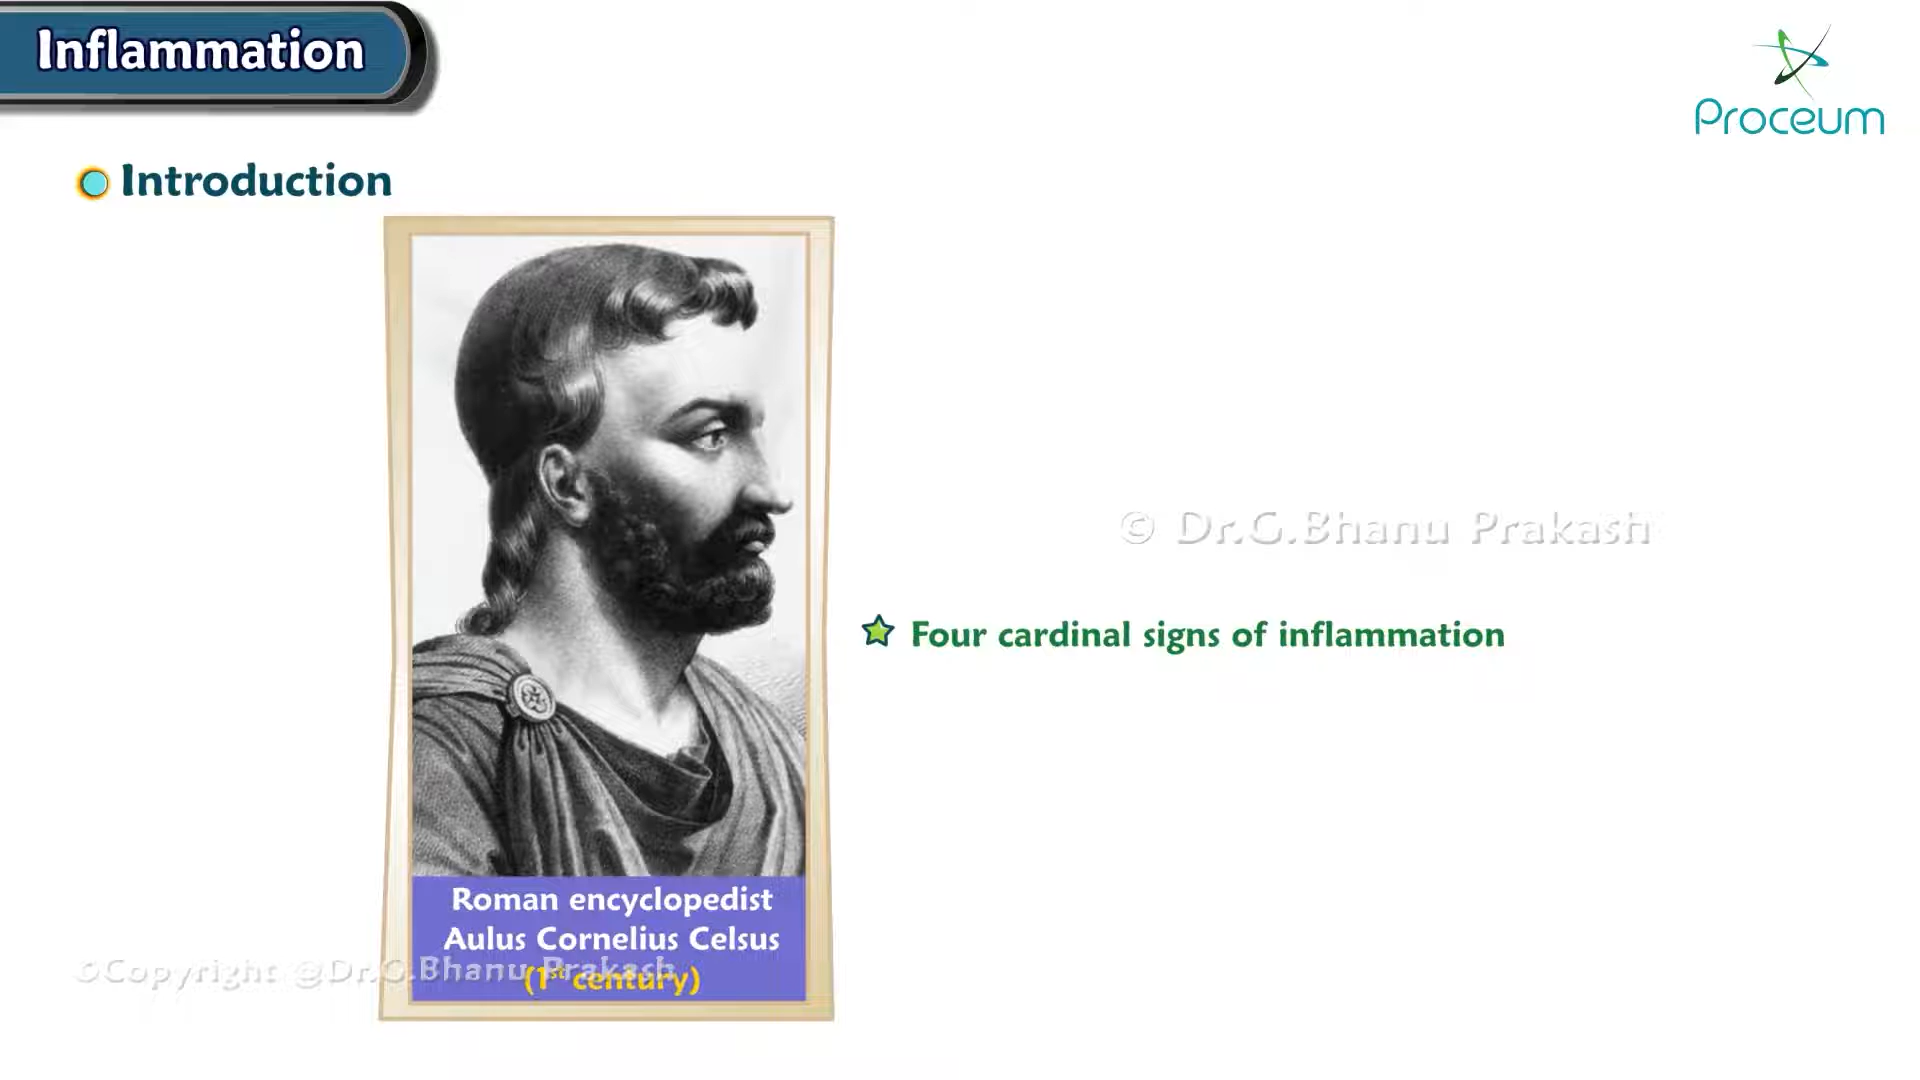 Inflammation
Proceum
Introduction
© Dr.G.Bhanu Prakash
Four cardinal signs of inflammation
Roman encyclopedist
Aulus Cornelius Celsus
(1st century)
©Copyright @Dr.G.Bhanu Prakash